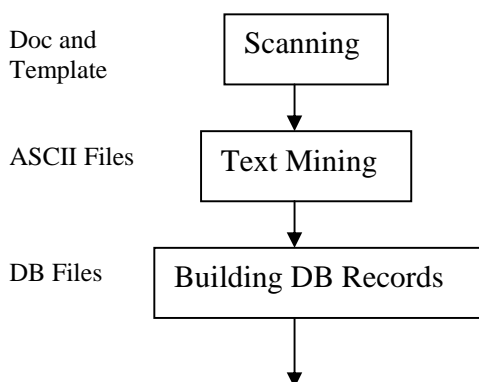 Doc and
Template
Scanning
ASCII Files
Text Mining
DB Files
Building DB Records